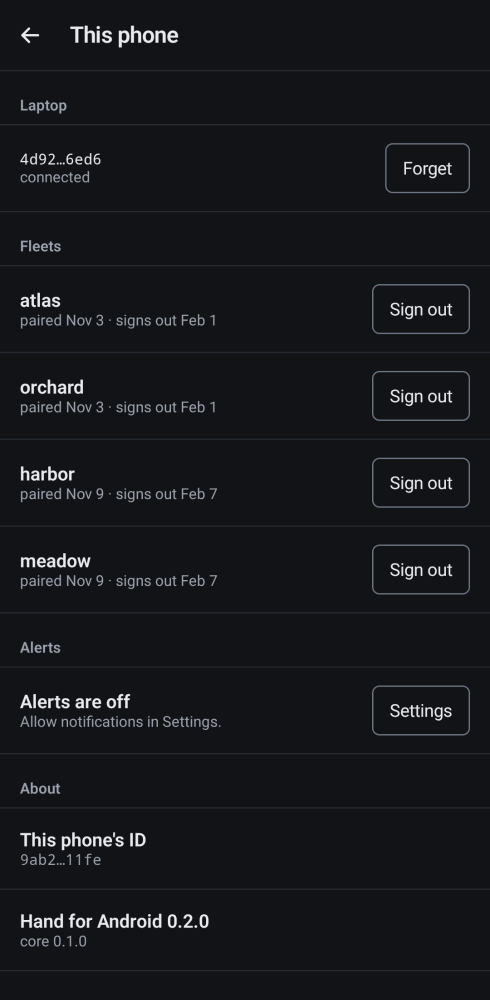 This phone
Laptop
4d92…6ed6
connected
Forget
Fleets
atlas
paired Nov 3 · signs out Feb 1
Sign out
orchard
paired Nov 3 · signs out Feb 1
Sign out
harbor
paired Nov 9 · signs out Feb 7
Sign out
meadow
paired Nov 9 · signs out Feb 7
Sign out
Alerts
Alerts are off
Allow notifications in Settings.
Settings
About
This phone's ID
9ab2…11fe
Hand for Android 0.2.0
core 0.1.0